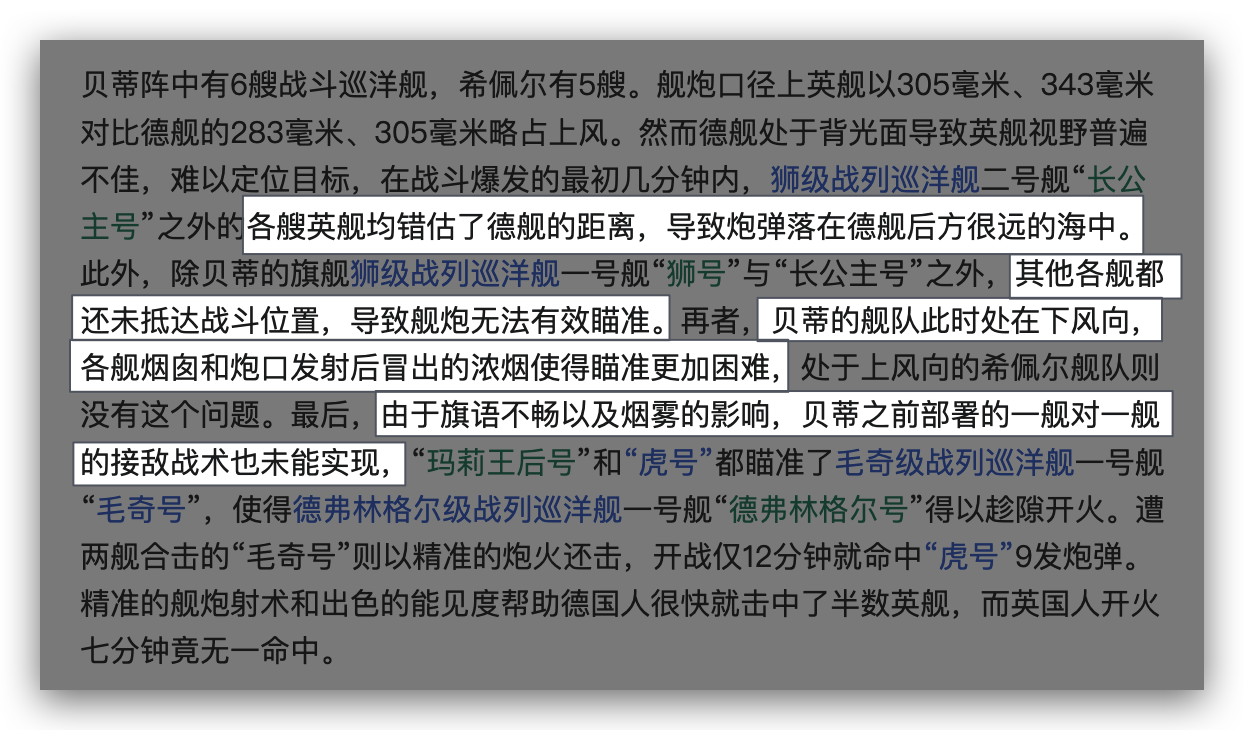 贝蒂阵中有6艘战斗巡洋舰，希佩尔有5艘。舰炮口径上英舰以305毫米、343毫米
对比德舰的283毫米、305毫米略占上风。然而德舰处于背光面导致英舰视野普遍
不佳，难以定位目标，在战斗爆发的最初几分钟内，狮级战列巡洋舰二号舰“长公
主号”之外的各艘英舰均错估了德舰的距离，导致炮弹落在德舰后方很远的海中。
此外，除贝蒂的旗舰狮级战列巡洋舰一号舰“狮号”与“长公主号”之外，其他各舰都
还未抵达战斗位置，导致舰炮无法有效瞄准。再者，贝蒂的舰队此时处在下风向，
各舰烟囱和炮口发射后冒出的浓烟使得瞄准更加困难，处于上风向的希佩尔舰队则
没有这个问题。最后，由于旗语不畅以及烟雾的影响，贝蒂之前部署的一舰对一舰
的接敌战术也未能实现，“玛莉王后号”和“虎号”都瞄准了毛奇级战列巡洋舰一号舰
“毛奇号”，使得德弗林格尔级战列巡洋舰一号舰“德弗林格尔号”得以趁隙开火。遭
两舰合击的“毛奇号”则以精准的炮火还击，开战仅12分钟就命中“虎号”9发炮弹。
精准的舰炮射术和出色的能见度帮助德国人很快就击中了半数英舰，而英国人开火
七分钟竟无一命中。